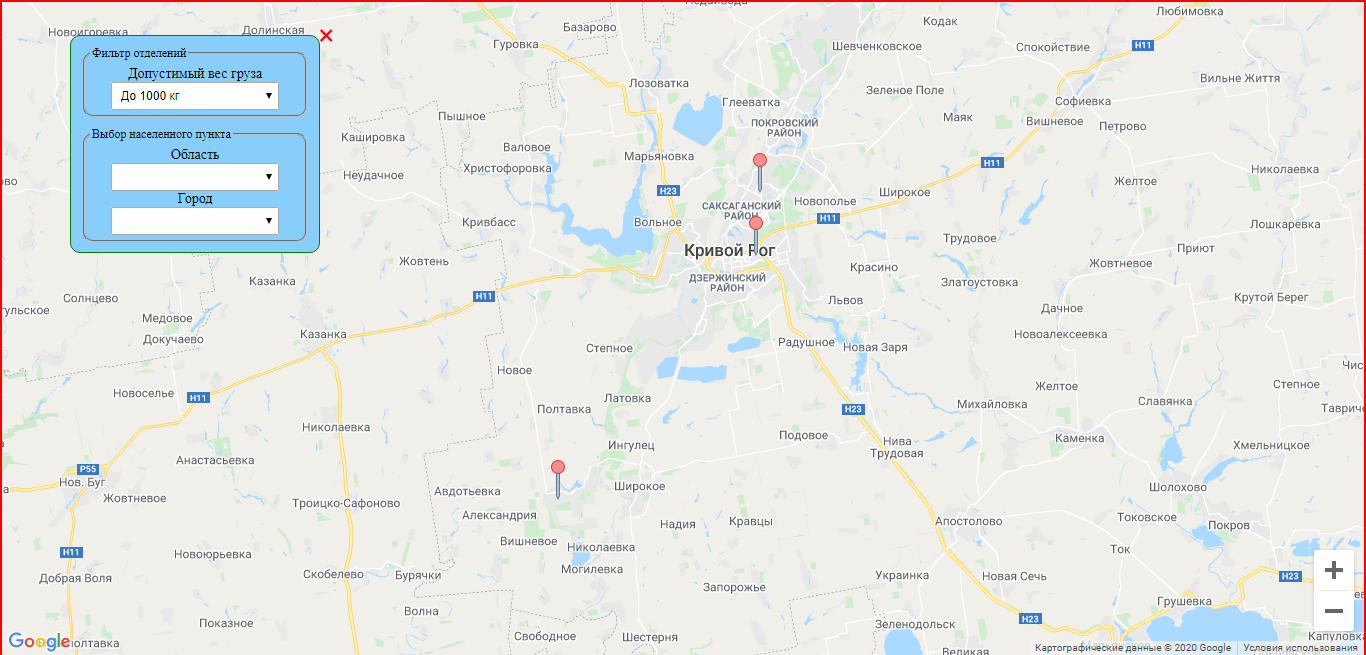 Фильтр отделений
Допустимый вес груза
До 1000 кг
Выбор населенного пункта
Область
Город
Новоигоревка
Долинская
Базарово
Гуровка
Кодак
Любимовка
Шевченковское
Спокойствие
H11
Вильне Життя
Лозоватка
Глееватка
Зеленое Поле
Софиевка
Пышное
ПОКРОВСКИЙ
РАЙОН
Маяк
Вишневое
Петрово
Кашировка
Валовое
Марьяновка
Христофоровка
H11
Николаевка
Неудачное
Желтое
H23
Широкое
САКСАГАНСКИЙ
РАЙОН
Новополье
H11
Кривбасс
Вольное
Лошкаревка
Трудовое
Кривой Рог
Приют
Жовтень
Красино
Жовтневое
Казанка
ДЗЕРЖИНСКИЙ
РАЙОН
Златоустовка
Солнцево
H11
Львов
Крутой Берег
Дачное
Медовое
Докучаево
Казанка
Новоалексеевка
Степное
Радушное
Новая Заря
Новое
Степное
Желтое
Новоселье
H11
Латовка
Михайловка
Славянка
Полтавка
H23
Николаевка
Подовое
Каменка
Нива
Трудовая
Ингулец
Хмельницкое
Анастасьевка
P55
Нов. Буг
Широкое
Шолохово
Авдотьевка
Жовтневое
Троицко-Сафоново
Александрия
Надия
Кравцы
Апостолово
Токовское
Покров
Вишневое
Николаевка
H11
Новоюрьевка
Ток
Могилевка
Добрая Воля
Скобелево
Бурячки
Украинка
Новая Сечь
H23
Запорожье
Грушевка
Волна
Показное
H23
Зеленодольск
Свободное
Шестерня
Google
Великая
Капуловка
Картографические данные © 2020 Google
Условия использования